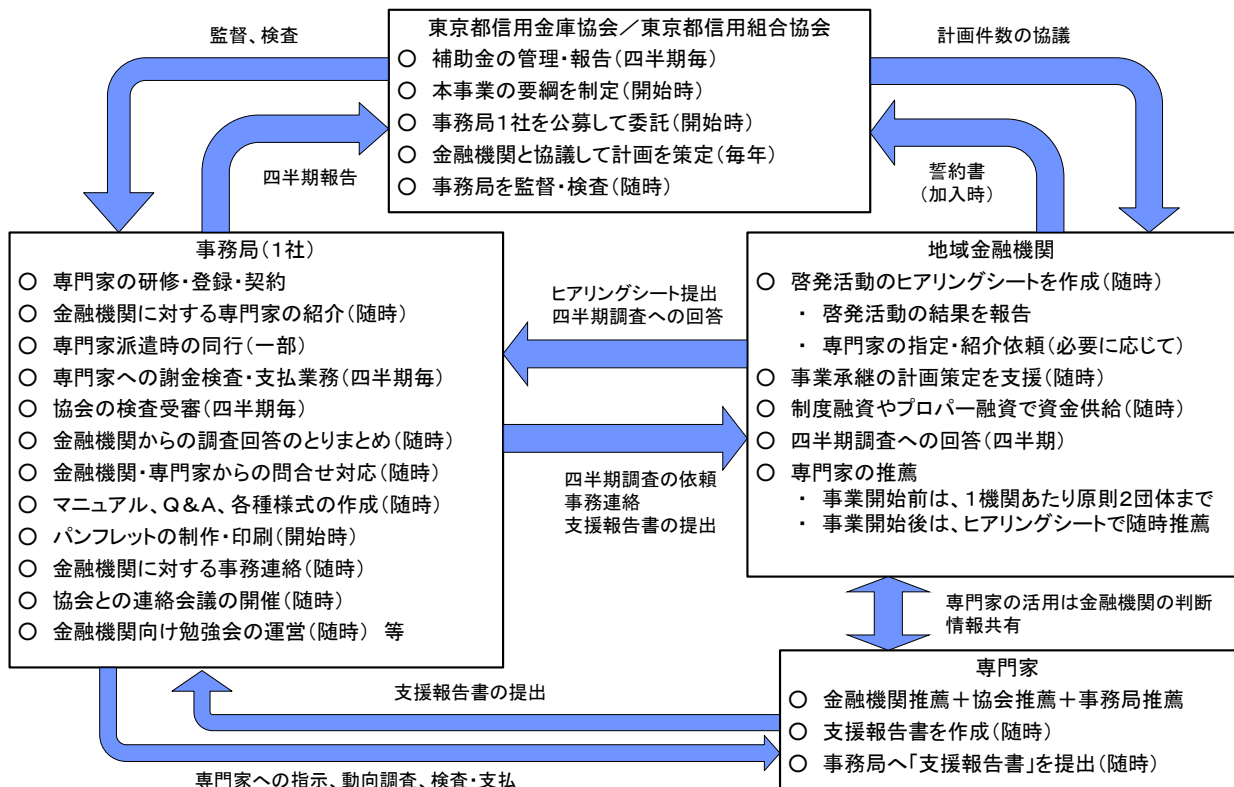 監督、検査
東京都信用金庫協会／東京都信用組合協会
○ 補助金の管理・報告(四半期毎)
○ 本事業の要綱を制定(開始時)
○ 事務局１社を公募して委託(開始時)
○ 金融機関と協議して計画を策定(毎年)
○ 事務局を監督・検査(随時)
計画件数の協議
四半期報告
誓約書
(加入時)
事務局(１社)
○ 専門家の研修・登録・契約
○ 金融機関に対する専門家の紹介(随時)
○ 専門家派遣時の同行(一部)
○ 専門家への謝金検査・支払業務(四半期毎)
○ 協会の検査受審(四半期毎)
○ 金融機関からの調査回答のとりまとめ(随時)
○ 金融機関・専門家からの問合せ対応(随時)
○ マニュアル、Ｑ＆Ａ、各種様式の作成(随時)
○ パンフレットの制作・印刷(開始時)
○ 金融機関に対する事務連絡(随時)
○ 協会との連絡会議の開催(随時)
○ 金融機関向け勉強会の運営(随時) 等
ヒアリングシート提出
四半期調査への回答
四半期調査の依頼
事務連絡
支援報告書の提出
地域金融機関
○ 啓発活動のヒアリングシートを作成(随時)
・ 啓発活動の結果を報告
・ 専門家の指定・紹介依頼(必要に応じて)
○ 事業承継の計画策定を支援(随時)
○ 制度融資やプロパー融資で資金供給(随時)
○ 四半期調査への回答(四半期)
○ 専門家の推薦
・ 事業開始前は、１機関あたり原則２団体まで
・ 事業開始後は、ヒアリングシートで随時推薦
専門家の活用は金融機関の判断
情報共有
支援報告書の提出
専門家
○ 金融機関推薦＋協会推薦＋事務局推薦
○ 支援報告書を作成(随時)
○ 事務局へ「支援報告書」を提出(随時)
専門家への指示、動向調査、検査・支払